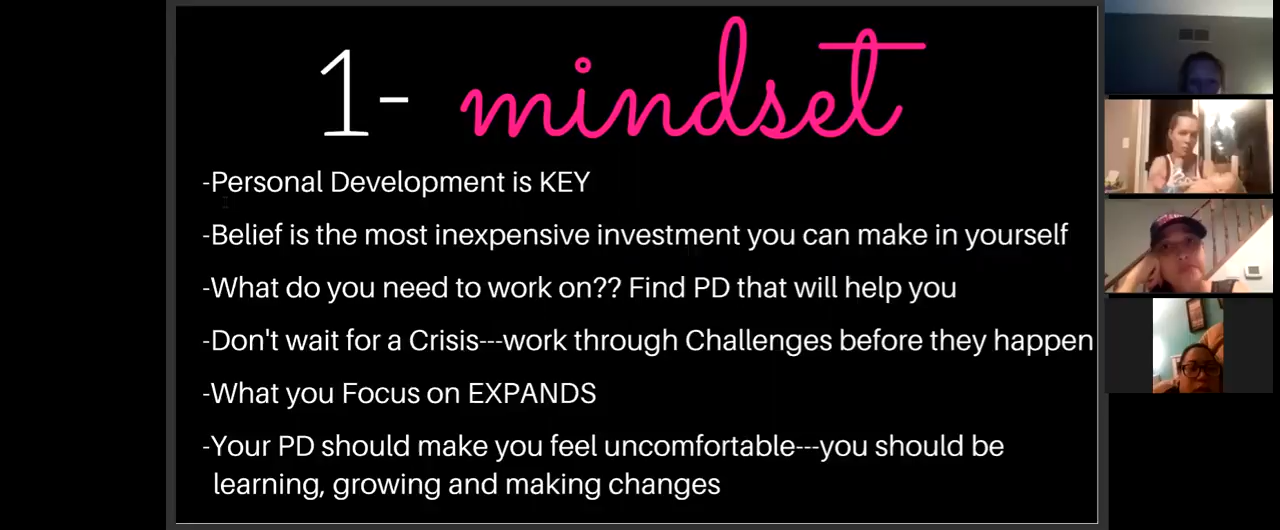 1- mindset
-Personal Development is KEY
-Belief is the most inexpensive investment you can make in yourself
-What do you need to work on?? Find PD that will help you
-Don't wait for a Crisis---work through Challenges before they happen
-What you Focus on EXPANDS
-Your PD should make you feel uncomfortable---you should be
learning, growing and making changes